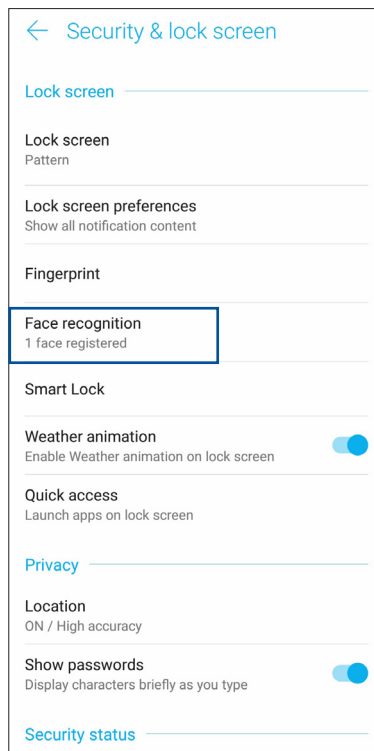 Security & lock screen
Lock screen
Lock screen
Pattern
Lock screen preferences
Show all notification content
Fingerprint
Face recognition
1 face registered
Smart Lock
Weather animation
Enable Weather animation on lock screen
Quick access
Launch apps on lock screen
Privacy
Location
ON / High accuracy
Show passwords
Display characters briefly as you type
Security status